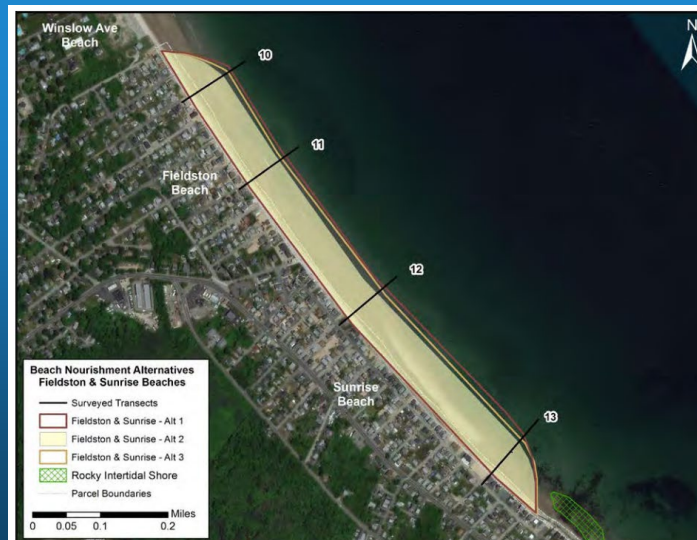 Winslow Ave
Beach
N
10
11
Fieldston
Beach
12
Sunrise
Beach
13
Beach Nourishment Alternatives
Fieldston & Sunrise Beaches
Surveyed Transects
Fieldston & Sunrise - Alt 1
Fieldston & Sunrise - Alt 2
Fieldston & Sunrise - Alt 3
Rocky Intertidal Shore
Parcel Boundaries
Miles
0 0.05 0.1 0.2